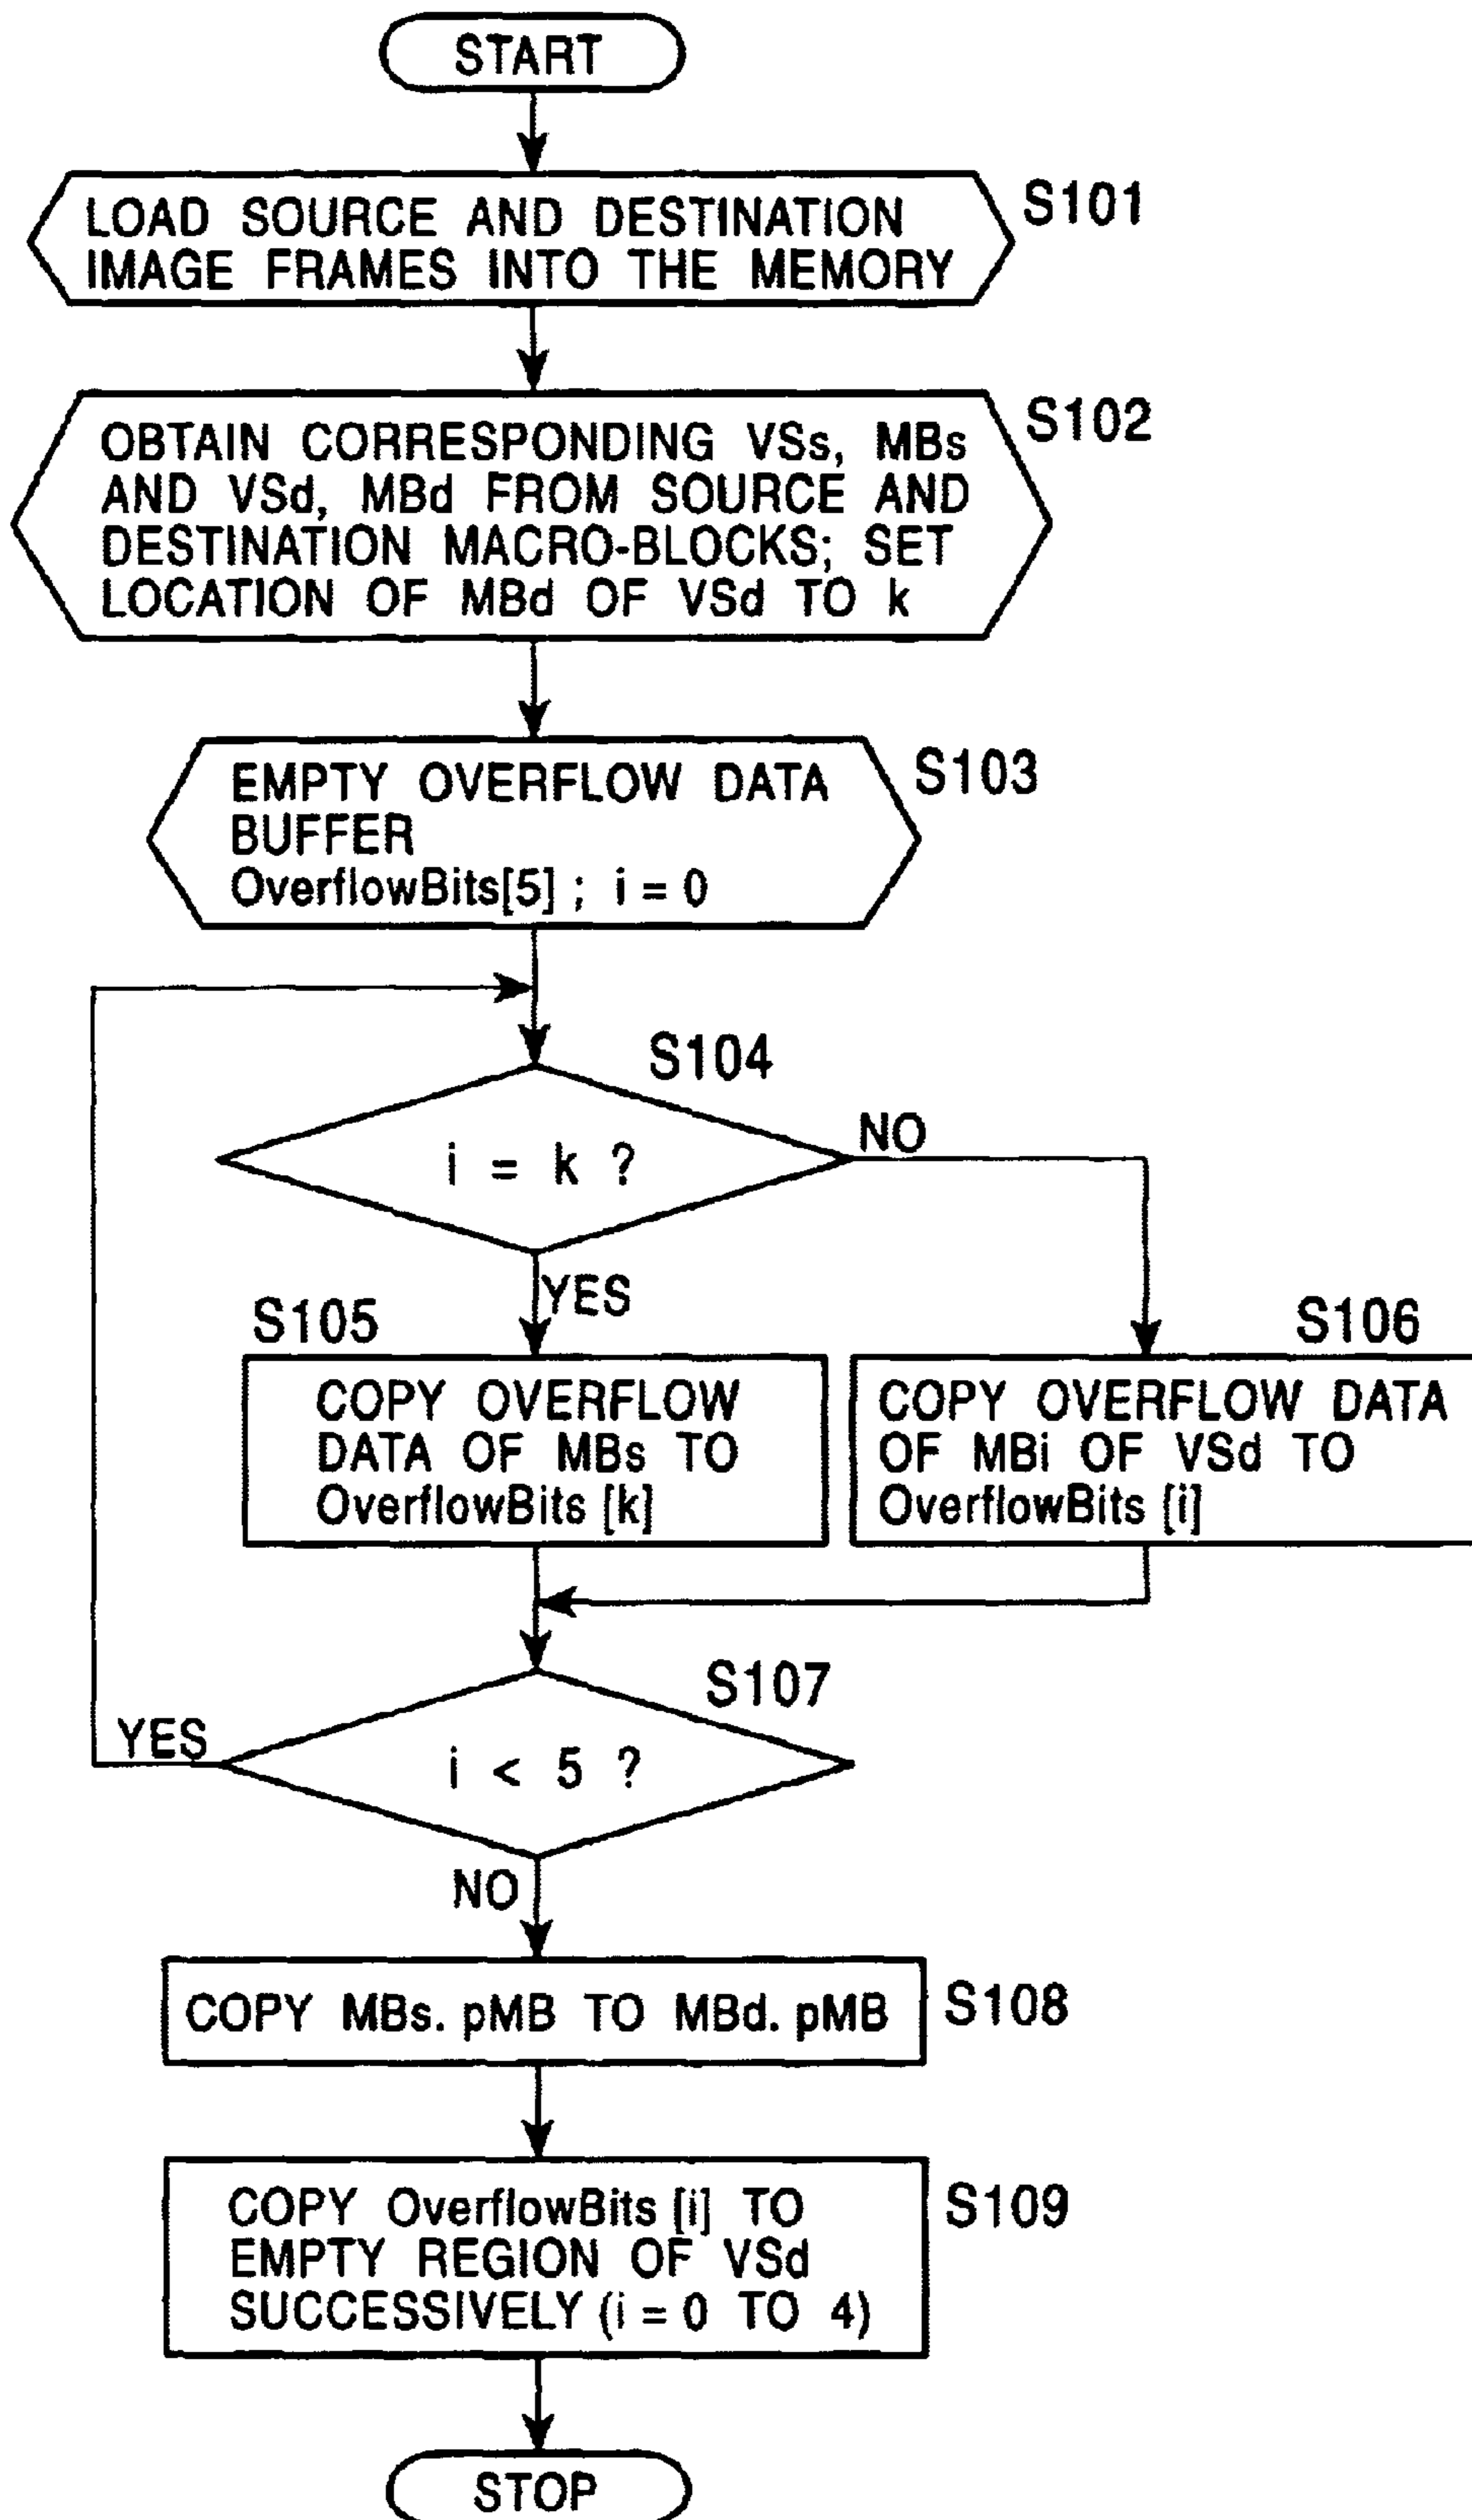 START
LOAD SOURCE AND DESTINATION
IMAGE FRAMES INTO THE MEMORY
S101
OBTAIN CORRESPONDING VSs, MBs
AND VSd, MBd FROM SOURCE AND
DESTINATION MACRO-BLOCKS; SET
LOCATION OF MBd OF VSd TO k
S102
EMPTY OVERFLOW DATA
BUFFER
OverflowBits[5] ; i = 0
S103
S104
i = k ?
NO
YES
S105
COPY OVERFLOW
DATA OF MBs TO
OverflowBits [k]
S106
COPY OVERFLOW DATA
OF MBi OF VSd TO
OverflowBits [i]
S107
YES
i < 5 ?
NO
COPY MBs. pMB TO MBd. pMB
S108
COPY OverflowBits [i] TO
EMPTY REGION OF VSd
SUCCESSIVELY (i = 0 TO 4)
S109
STOP